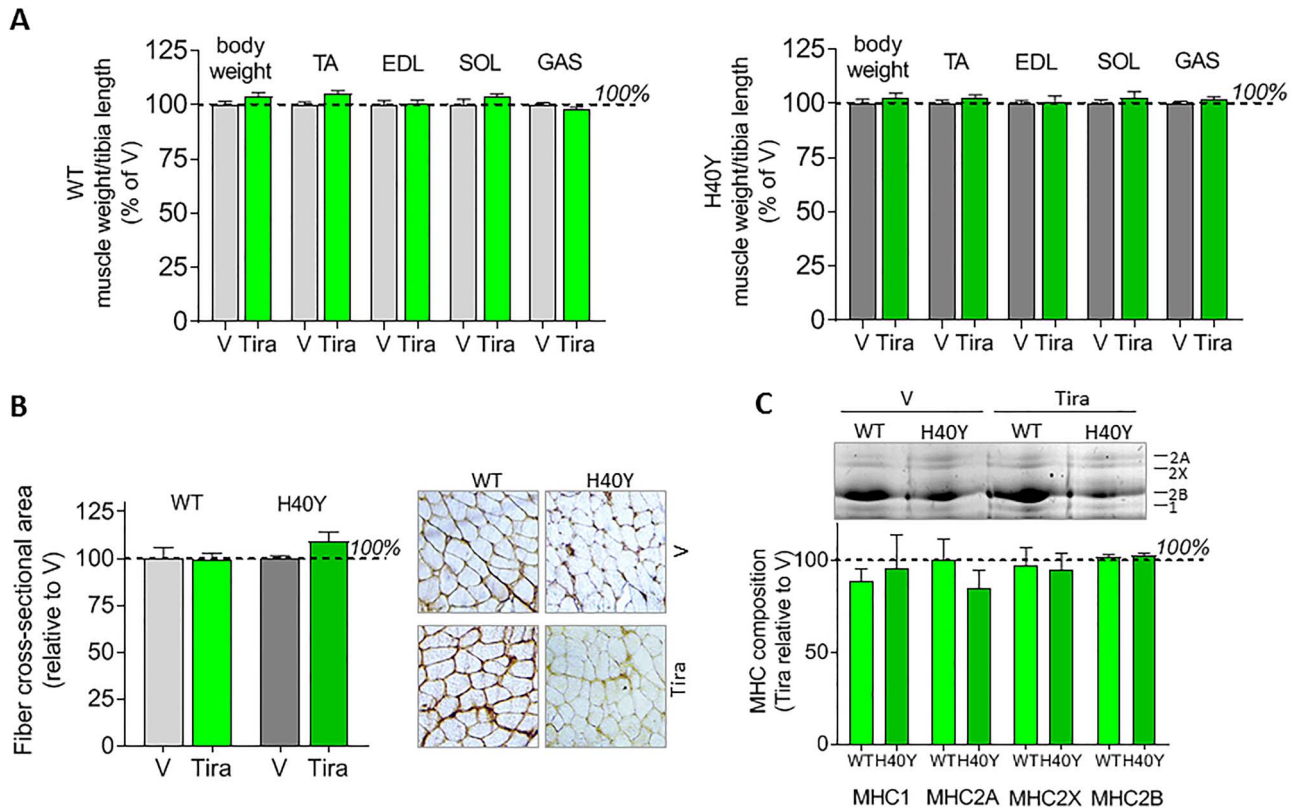 A
WT
muscle weight/tibia length
(% of V)
125
100
75
50
25
0
body
weight
TA
EDL
SOL
GAS
100%
V Tira
V Tira
V Tira
V Tira
V Tira
H40Y
muscle weight/tibia length
(% of V)
125
100
75
50
25
0
body
weight
TA
EDL
SOL
GAS
100%
V Tira
V Tira
V Tira
V Tira
V Tira
B
Fiber cross-sectional area
(relative to V)
125
100
75
50
25
0
WT
H40Y
100%
V Tira
V Tira
WT
H40Y
V
Tira
C
V
Tira
WT
H40Y
WT
H40Y
2A
2X
2B
1
MHC composition
(Tira relative to V)
100
50
0
100%
WT H40Y
WT H40Y
WT H40Y
WT H40Y
MHC1
MHC2A
MHC2X
MHC2B